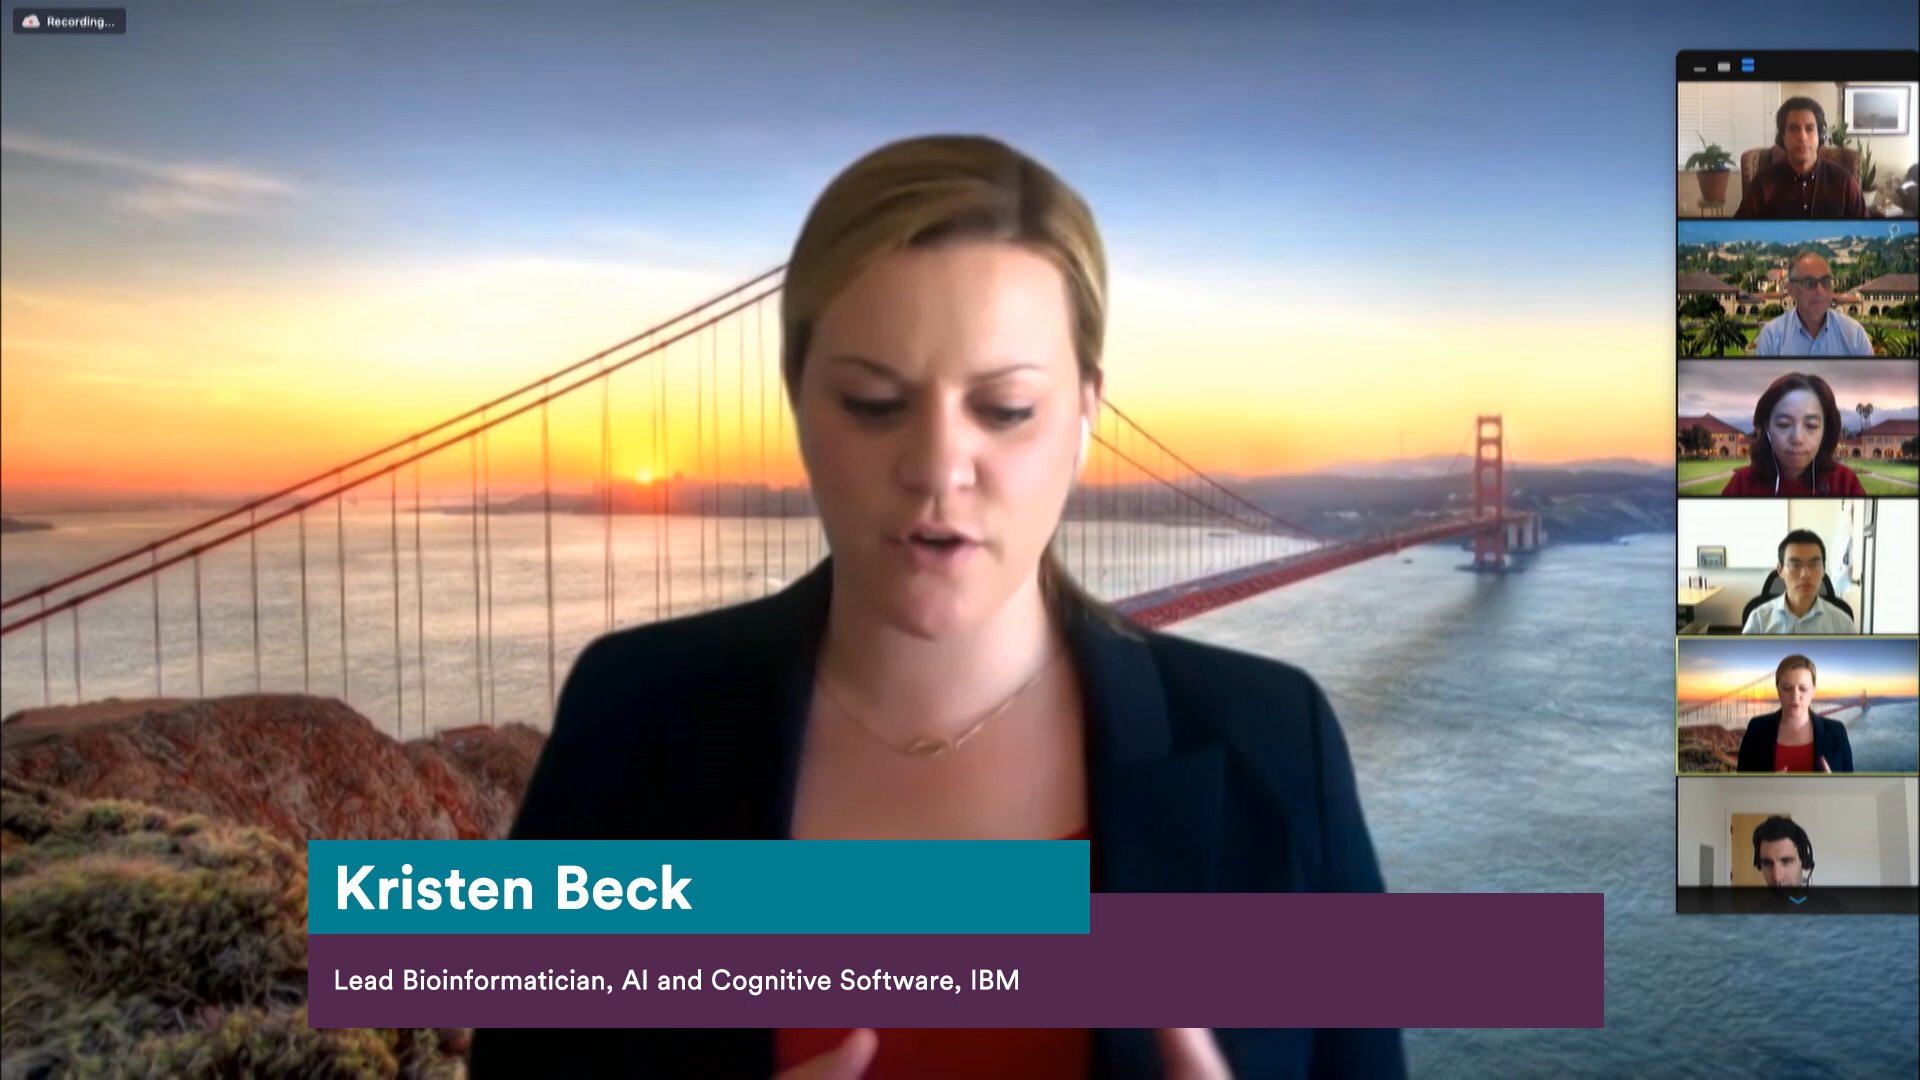 Recording...
Kristen Beck
Lead Bioinformatician, AI and Cognitive Software, IBM